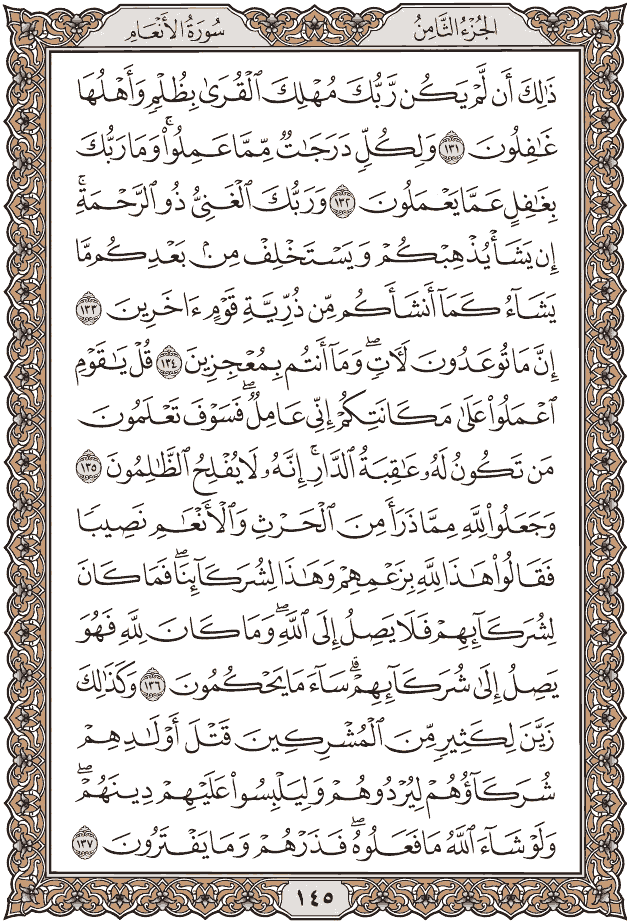 الجُزْءُ الثَّامِنُ
سُورَةُ الأَنْعَامِ
ذَٰلِكَ أَن لَّمْ يَكُن رَّبُّكَ مُهْلِكَ ٱلْقُرَىٰ بِظُلْمٍ وَأَهْلُهَا
غَٰفِلُونَ ١٣١ وَلِكُلٍّ دَرَجَٰتٌ مِّمَّا عَمِلُوا۟ۚ وَمَا رَبُّكَ
بِغَٰفِلٍ عَمَّا يَعْمَلُونَ ١٣٢ وَرَبُّكَ ٱلْغَنِىُّ ذُو ٱلرَّحْمَةِۚ
إِن يَشَأْ يُذْهِبْكُمْ وَيَسْتَخْلِفْ مِنۢ بَعْدِكُم مَّا
يَشَآءُ كَمَآ أَنشَأَكُم مِّن ذُرِّيَّةِ قَوْمٍ ءَاخَرِينَ ١٣٣
إِنَّ مَا تُوعَدُونَ لَءَاتٍۖ وَمَآ أَنتُم بِمُعْجِزِينَ ١٣٤ قُلْ يَٰقَوْمِ
ٱعْمَلُوا۟ عَلَىٰ مَكَانَتِكُمْ إِنِّى عَامِلٌۖ فَسَوْفَ تَعْلَمُونَ
مَن تَكُونُ لَهُۥ عَٰقِبَةُ ٱلدَّارِۚ إِنَّهُۥ لَا يُفْلِحُ ٱلظَّٰلِمُونَ ١٣٥
وَجَعَلُوا۟ لِلَّهِ مِمَّا ذَرَأَ مِنَ ٱلْحَرْثِ وَٱلْأَنْعَٰمِ نَصِيبًا
فَقَالُوا۟ هَٰذَا لِلَّهِ بِزَعْمِهِمْ وَهَٰذَا لِشُرَكَآئِنَاۖ فَمَا كَانَ
لِشُرَكَآئِهِمْ فَلَا يَصِلُ إِلَى ٱللَّهِۖ وَمَا كَانَ لِلَّهِ فَهُوَ
يَصِلُ إِلَىٰ شُرَكَآئِهِمْۗ سَآءَ مَا يَحْكُمُونَ ١٣٦ وَكَذَٰلِكَ
زَيَّنَ لِكَثِيرٍ مِّنَ ٱلْمُشْرِكِينَ قَتْلَ أَوْلَٰدِهِمْ
شُرَكَآؤُهُمْ لِيُرْدُوهُمْ وَلِيَلْبِسُوا۟ عَلَيْهِمْ دِينَهُمْۖ
وَلَوْ شَآءَ ٱللَّهُ مَا فَعَلُوهُۖ فَذَرْهُمْ وَمَا يَفْتَرُونَ ١٣٧
١٤٥